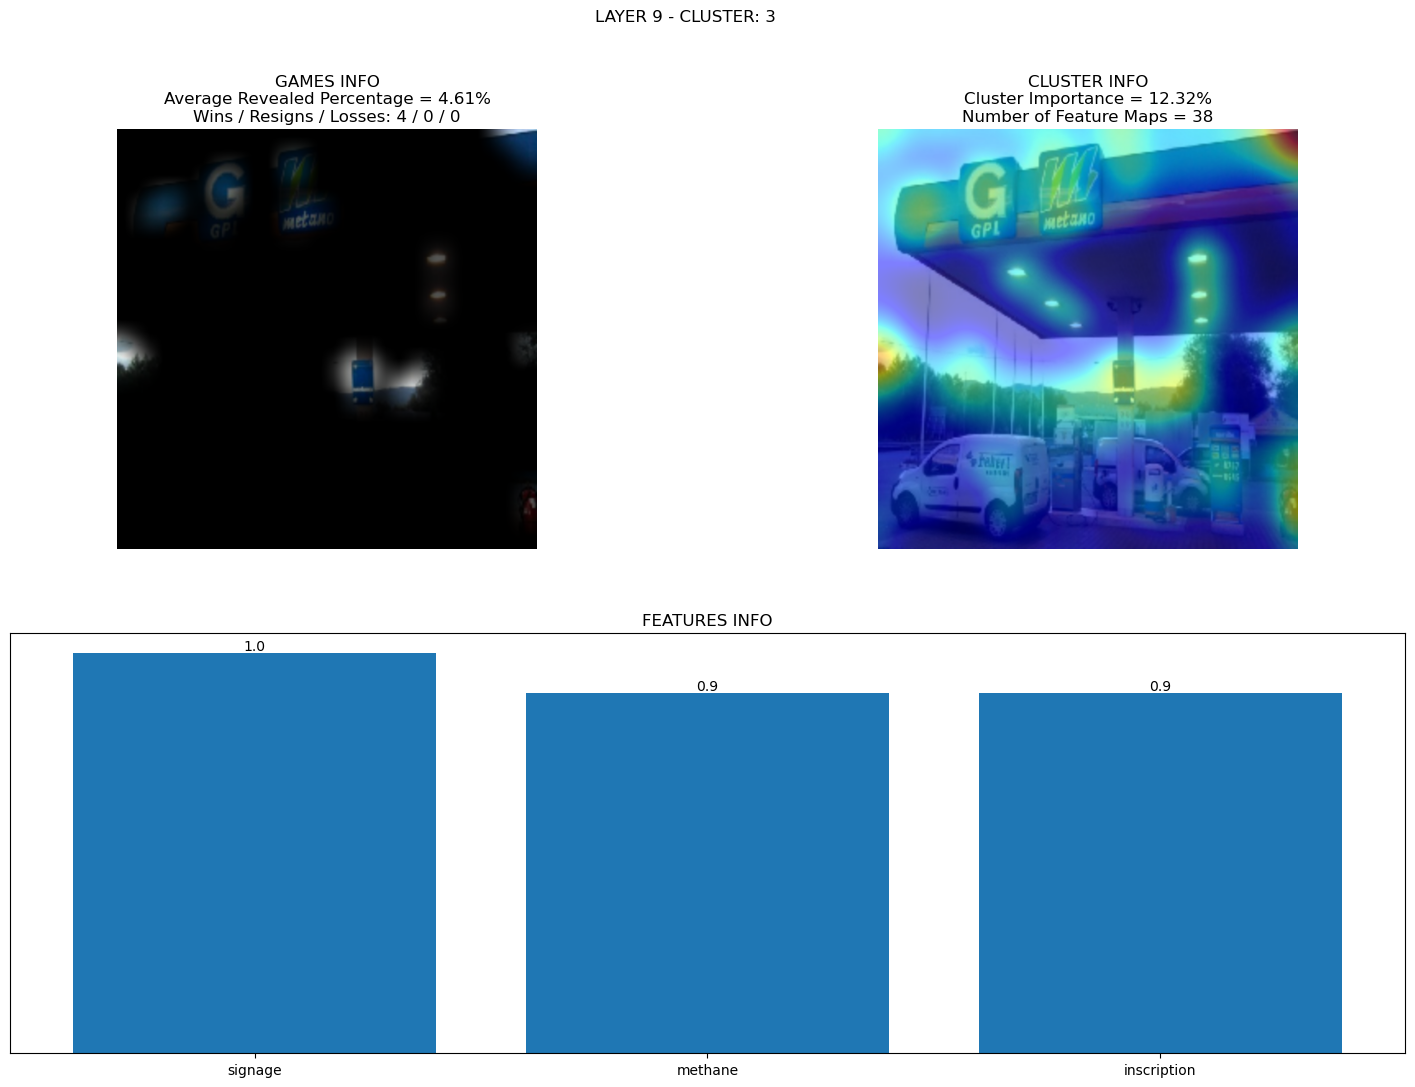 LAYER 9 - CLUSTER: 3
GAMES INFO
Average Revealed Percentage = 4.61%
Wins / Resigns / Losses: 4 / 0 / 0
G
GPL
metano
CLUSTER INFO
Cluster Importance = 12.32%
Number of Feature Maps = 38
G
GPL
metano
FEATURES INFO
1.0
0.9
0.9
signage
methane
inscription